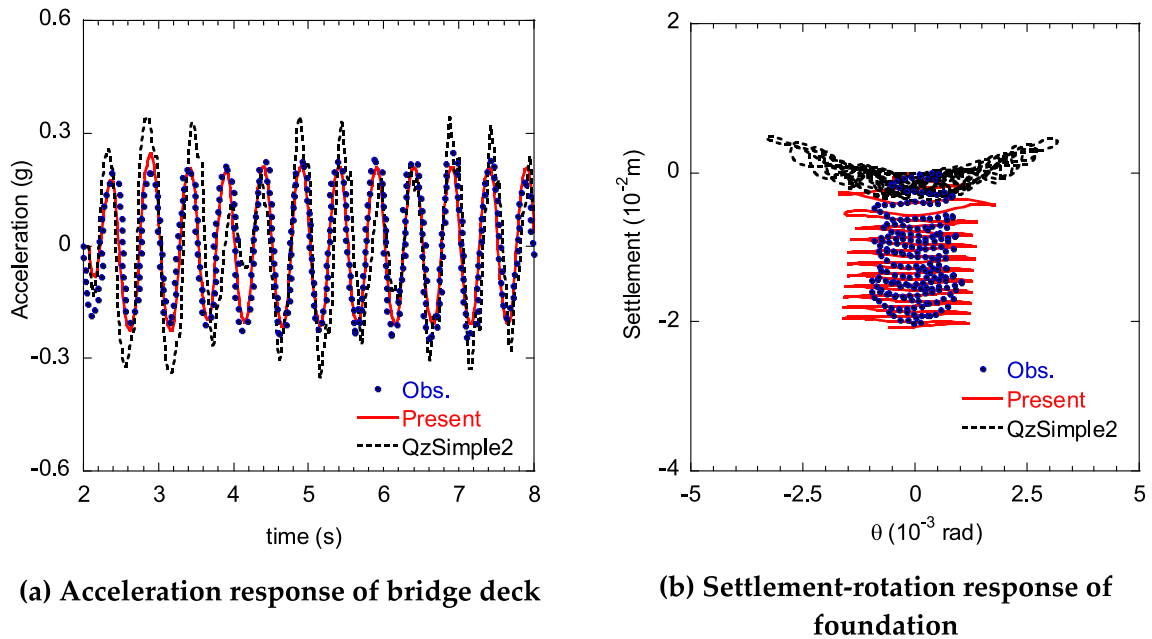 0.6
0.3
0
-0.3
-0.6
Acceleration (g)
Obs.
Present
QzSimple2
2 3 4 5 6 7 8
time (s)
(a) Acceleration response of bridge deck
2
0
-2
-4
Settlement (10⁻² m)
Obs.
Present
QzSimple2
-5 -2.5 0 2.5 5
θ (10⁻³ rad)
(b) Settlement-rotation response of
foundation